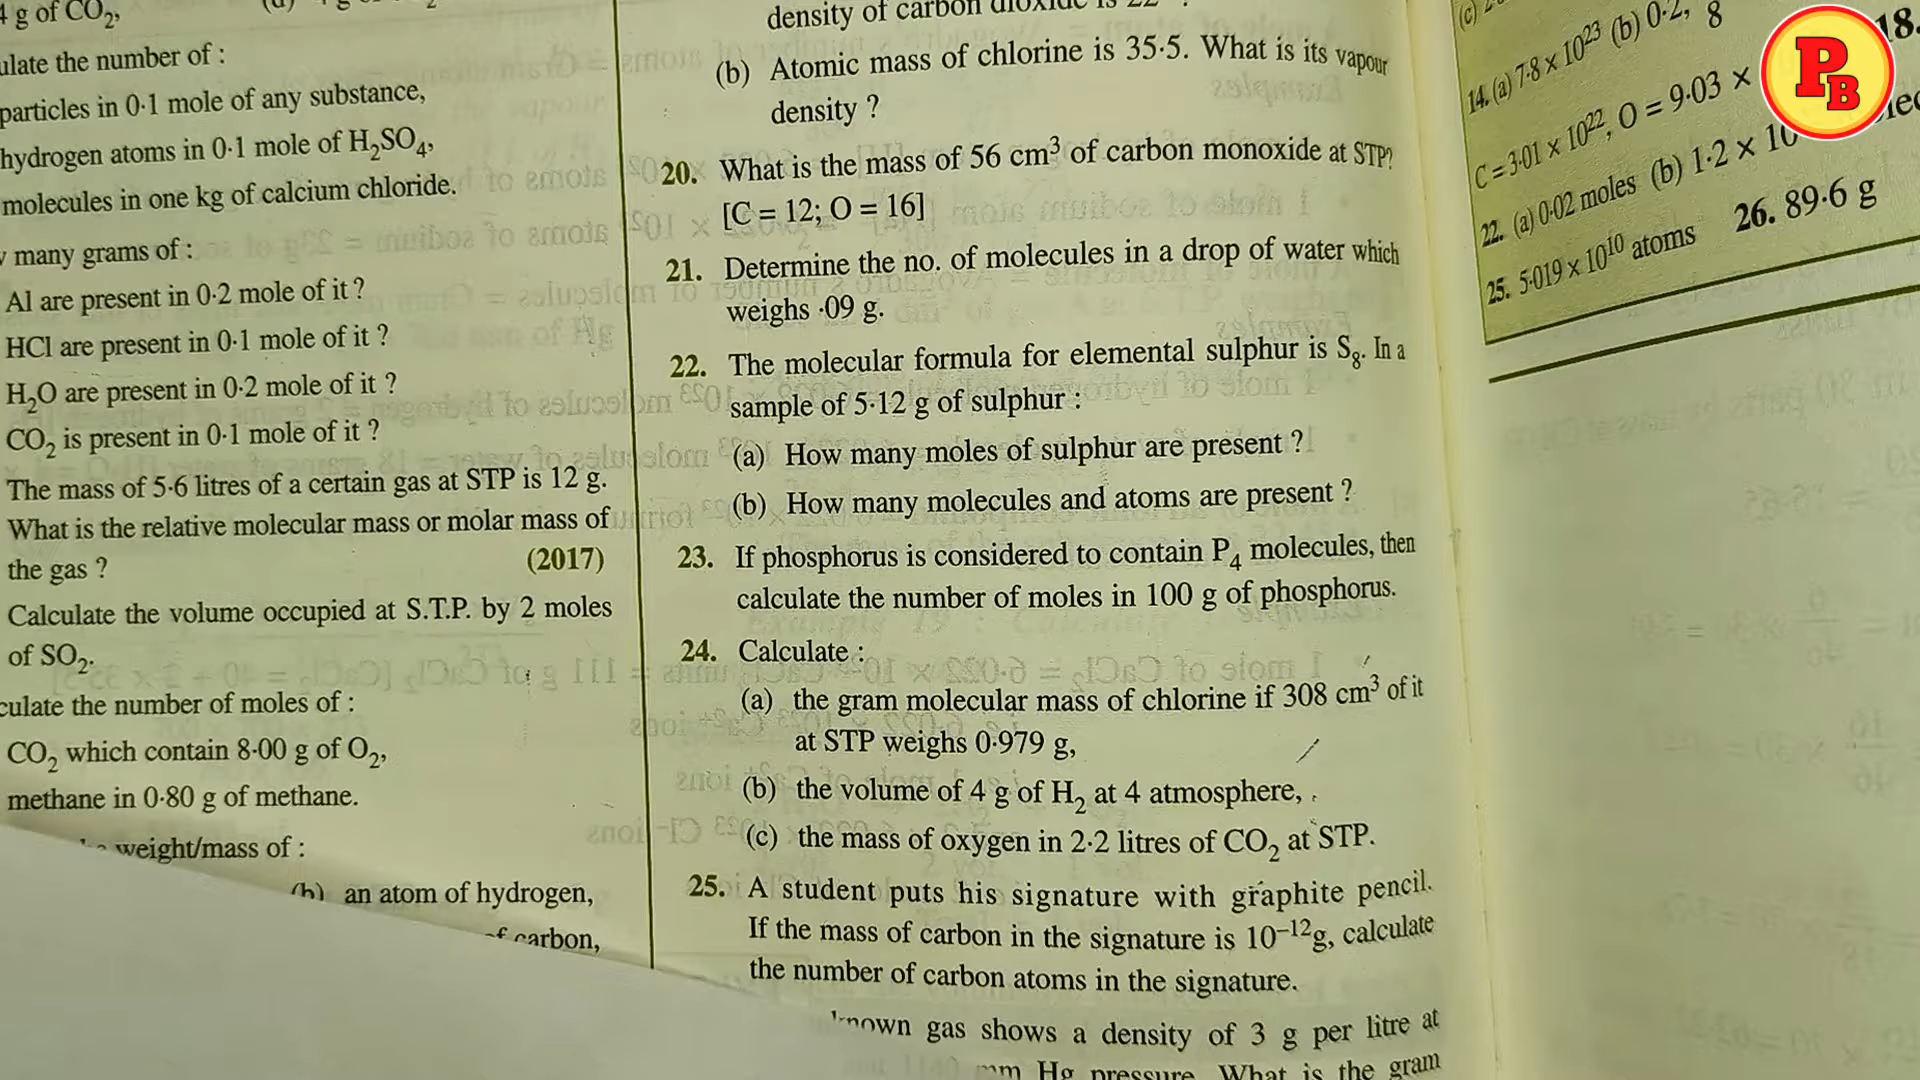 4 g of CO2,
ulate the number of :
particles in 0·1 mole of any substance,
hydrogen atoms in 0·1 mole of H2SO4,
molecules in one kg of calcium chloride.
many grams of :
Al are present in 0·2 mole of it ?
HCl are present in 0·1 mole of it ?
H2O are present in 0·2 mole of it ?
CO2 is present in 0·1 mole of it ?
The mass of 5·6 litres of a certain gas at STP is 12 g.
What is the relative molecular mass or molar mass of
the gas ? (2017)
Calculate the volume occupied at S.T.P. by 2 moles
of SO2.
culate the number of moles of :
CO2 which contain 8·00 g of O2,
methane in 0·80 g of methane.
weight/mass of :
(b) an atom of hydrogen,
of carbon,
density of carbon dioxide is 22 ?
(b) Atomic mass of chlorine is 35·5. What is its vapour
density ?
20. What is the mass of 56 cm³ of carbon monoxide at STP?
[C = 12; O = 16]
21. Determine the no. of molecules in a drop of water which
weighs ·09 g.
22. The molecular formula for elemental sulphur is S8. In a
sample of 5·12 g of sulphur :
(a) How many moles of sulphur are present ?
(b) How many molecules and atoms are present ?
23. If phosphorus is considered to contain P4 molecules, then
calculate the number of moles in 100 g of phosphorus.
24. Calculate :
(a) the gram molecular mass of chlorine if 308 cm³ of it
at STP weighs 0·979 g,
(b) the volume of 4 g of H2 at 4 atmosphere,
(c) the mass of oxygen in 2·2 litres of CO2 at STP.
25. A student puts his signature with graphite pencil.
If the mass of carbon in the signature is 10⁻¹²g, calculate
the number of carbon atoms in the signature.
known gas shows a density of 3 g per litre at
mm Hg pressure. What is the gram
(c)
14. (a) 7·8 × 10²³ (b) 0·2, 8
18.
C = 3·01 × 10²², O = 9·03 ×
22. (a) 0·02 moles (b) 1·2 × 10
25. 5·019 × 10¹⁰ atoms 26. 89·6 g
PB